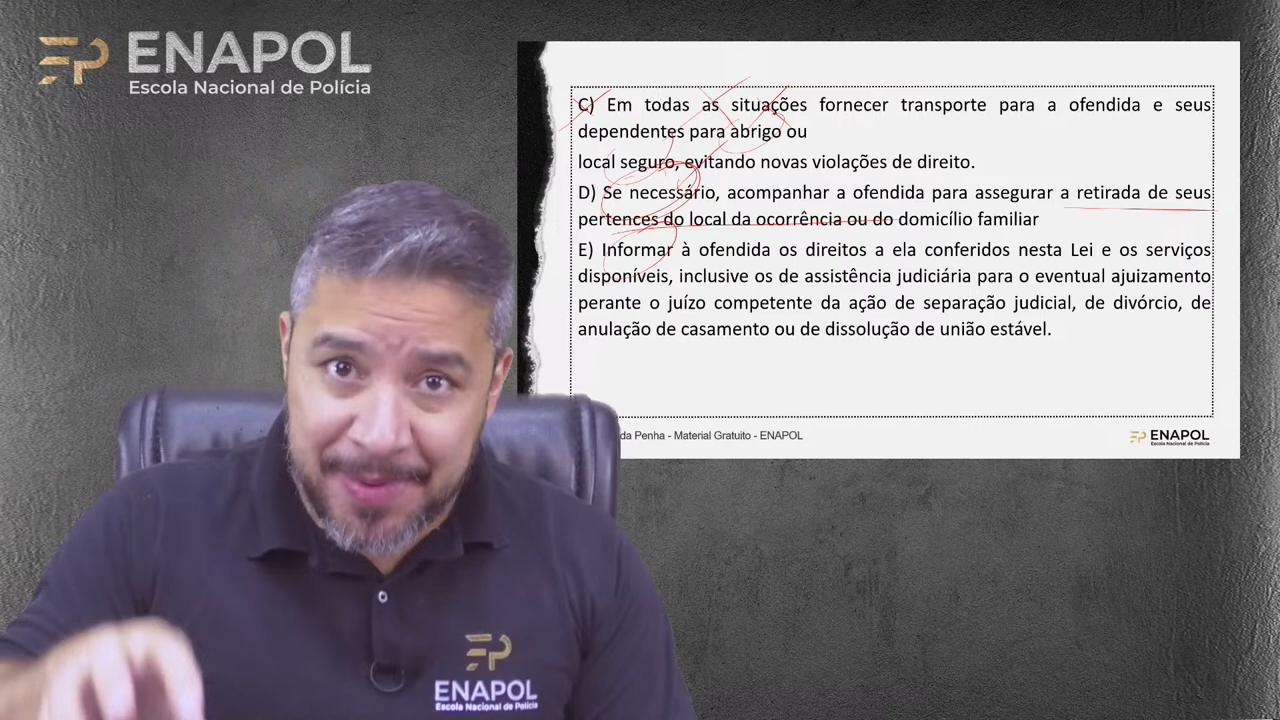 ENAPOL
Escola Nacional de Polícia
C) Em todas as situações fornecer transporte para a ofendida e seus
dependentes para abrigo ou
local seguro, evitando novas violações de direito.
D) Se necessário, acompanhar a ofendida para assegurar a retirada de seus
pertences do local da ocorrência ou do domicílio familiar
E) Informar à ofendida os direitos a ela conferidos nesta Lei e os serviços
disponíveis, inclusive os de assistência judiciária para o eventual ajuizamento
perante o juízo competente da ação de separação judicial, de divórcio, de
anulação de casamento ou de dissolução de união estável.
da Penha - Material Gratuito - ENAPOL
ENAPOL
Escola Nacional de Polícia
ENAPOL
Escola Nacional de Polícia